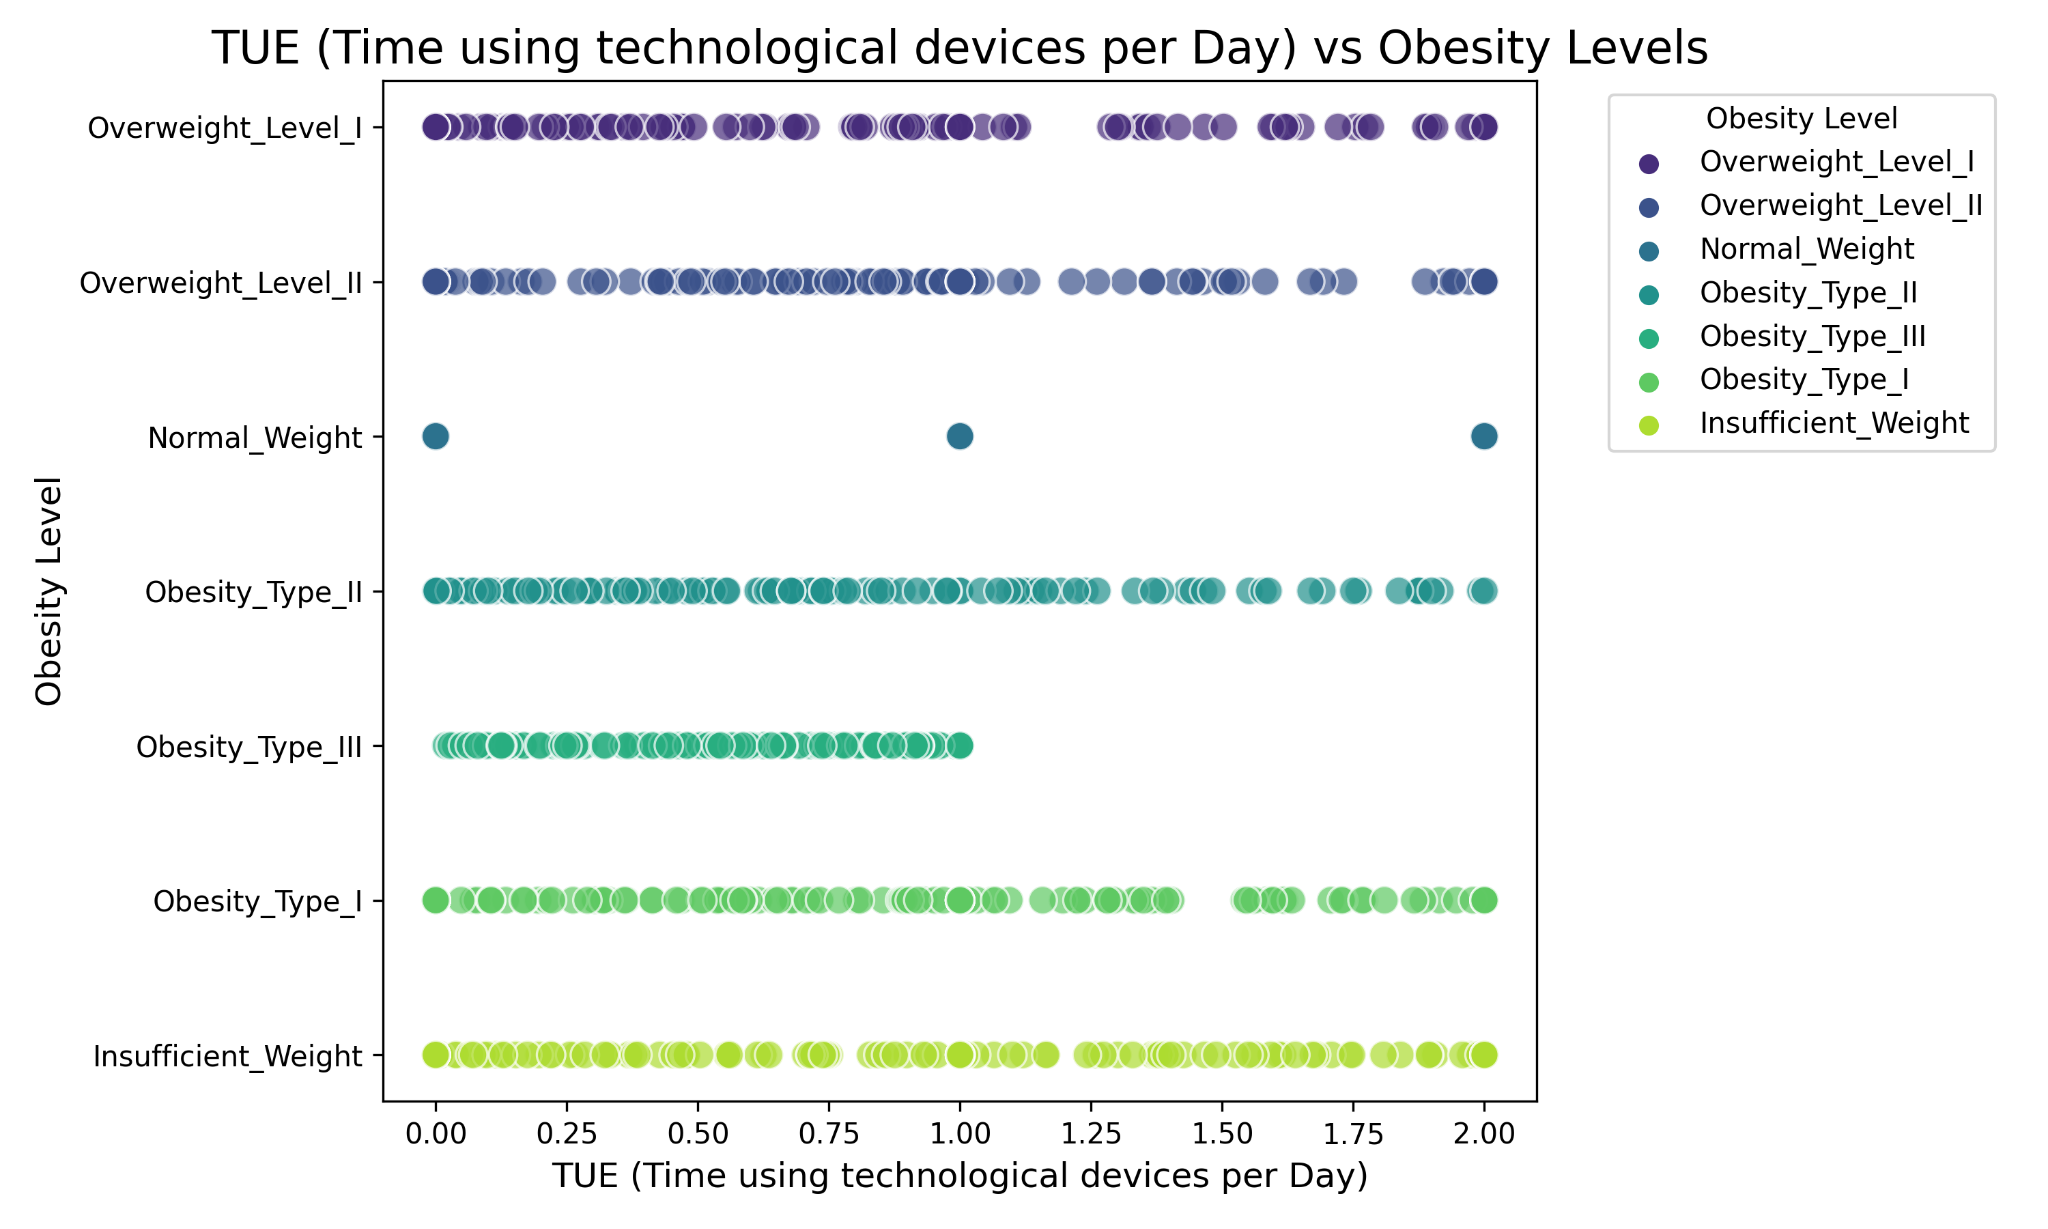 TUE (Time using technological devices per Day) vs Obesity Levels
Obesity Level
Overweight_Level_I
Overweight_Level_II
Normal_Weight
Obesity_Type_II
Obesity_Type_III
Obesity_Type_I
Insufficient_Weight
0.00 0.25 0.50 0.75 1.00 1.25 1.50 1.75 2.00
TUE (Time using technological devices per Day)
Obesity Level
Overweight_Level_I
Overweight_Level_II
Normal_Weight
Obesity_Type_II
Obesity_Type_III
Obesity_Type_I
Insufficient_Weight